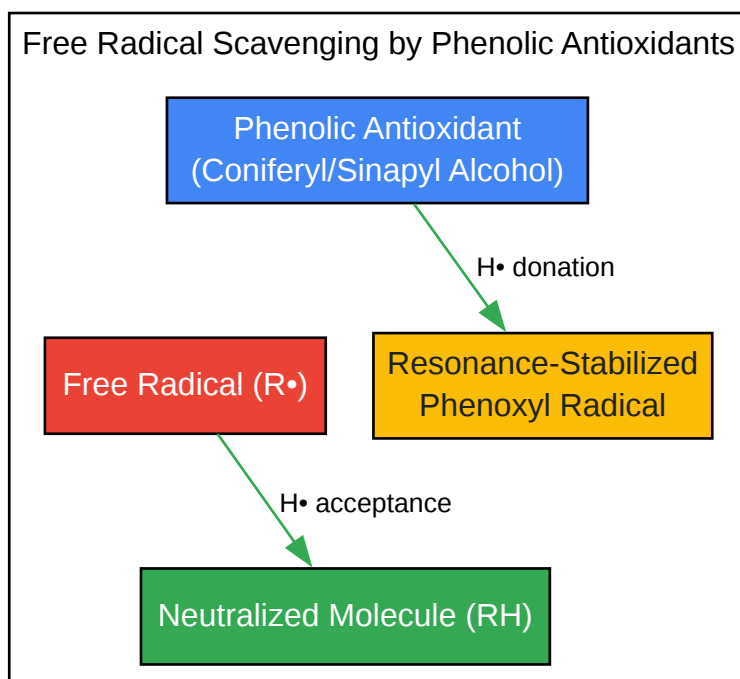 Free Radical Scavenging by Phenolic Antioxidants
Phenolic Antioxidant
(Coniferyl/Sinapyl Alcohol)
H• donation
Resonance-Stabilized
Phenoxyl Radical
Free Radical (R•)
H• acceptance
Neutralized Molecule (RH)